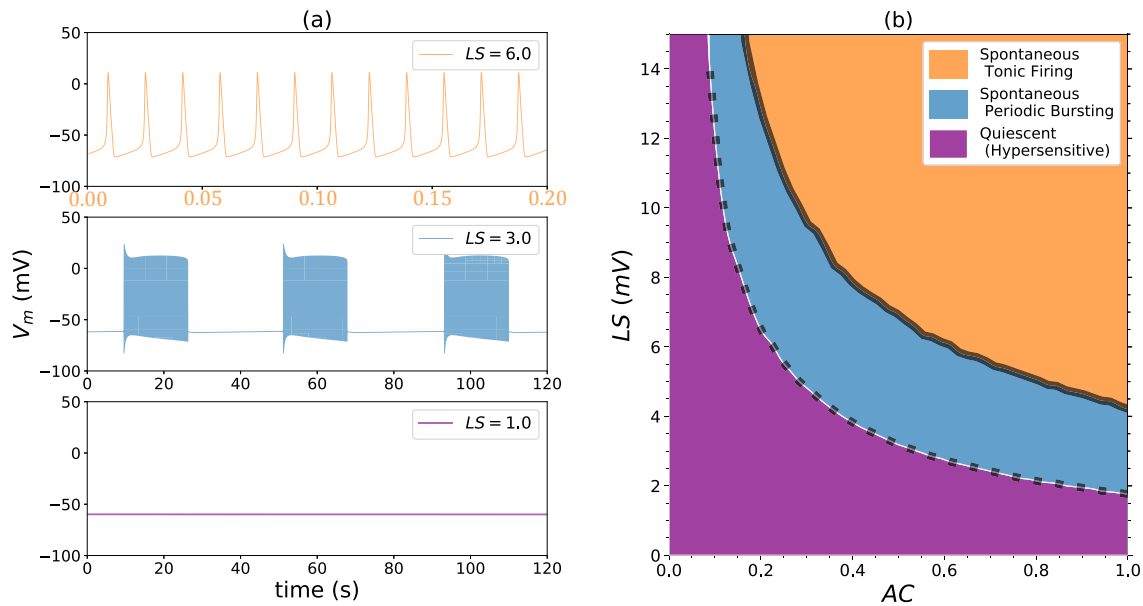 (a)
50
0
−50
−100
LS = 6.0
0.00 0.05 0.10 0.15 0.20
50
0
−50
−100
LS = 3.0
0 20 40 60 80 100 120
V_m (mV)
50
0
−50
−100
LS = 1.0
0 20 40 60 80 100 120
time (s)
(b)
14
12
10
8
6
4
2
0
LS (mV)
Spontaneous
Tonic Firing
Spontaneous
Periodic Bursting
Quiescent
(Hypersensitive)
0.0 0.2 0.4 0.6 0.8 1.0
AC